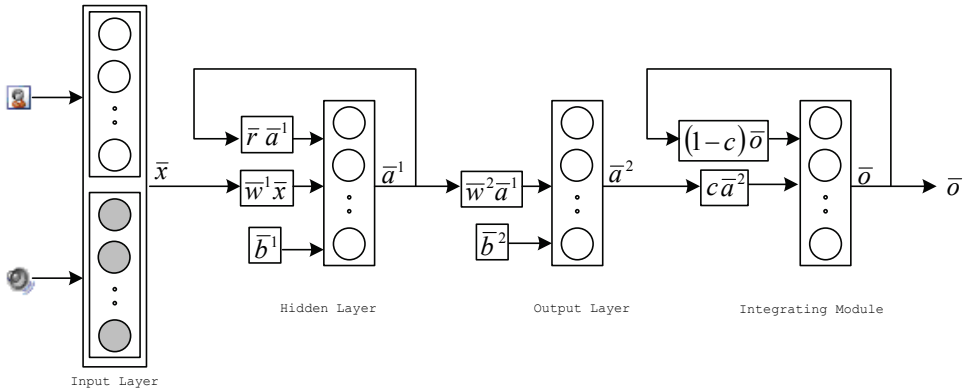 x̄
r̄ ā¹
w̄¹x̄
b̄¹
ā¹
w̄²ā¹
b̄²
ā²
(1−c)ō
cā²
ō
ō
Hidden Layer
Output Layer
Integrating Module
Input Layer